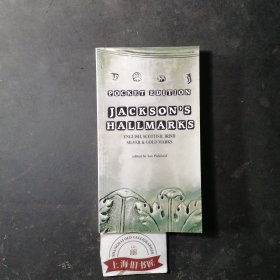 POCKET EDITION
JACKSON'S
HALLMARKS
ENGLISH, SCOTTISH, IRISH
SILVER & GOLD MARKS
edited by Ian Pickford
上海旧书店